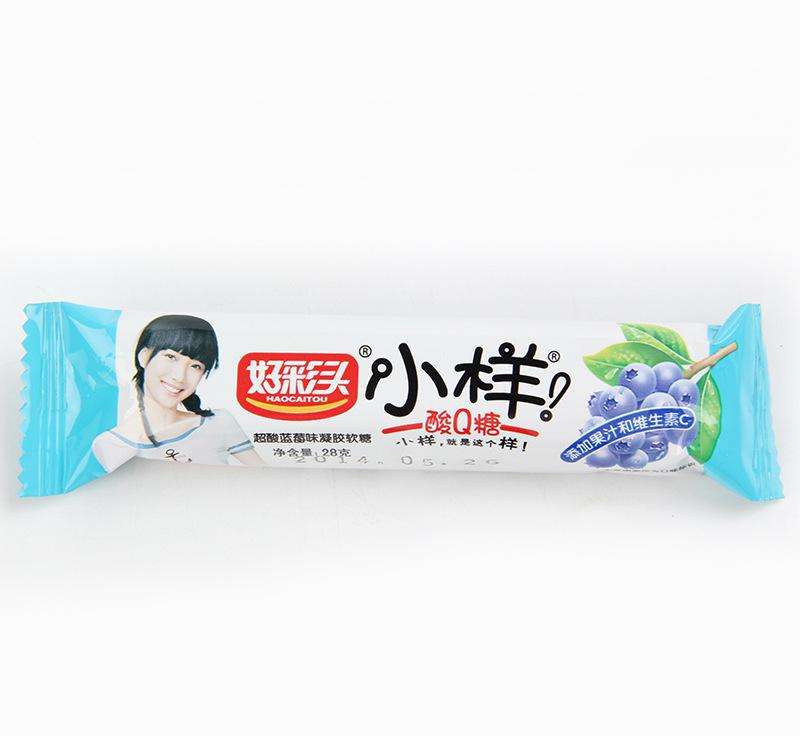 好彩头®
HAOCAITOU
小样!®
酸Q糖
小样,就是这个样!
超酸蓝莓味凝胶软糖
净含量:28克
2014.05.26
添加果汁和维生素C